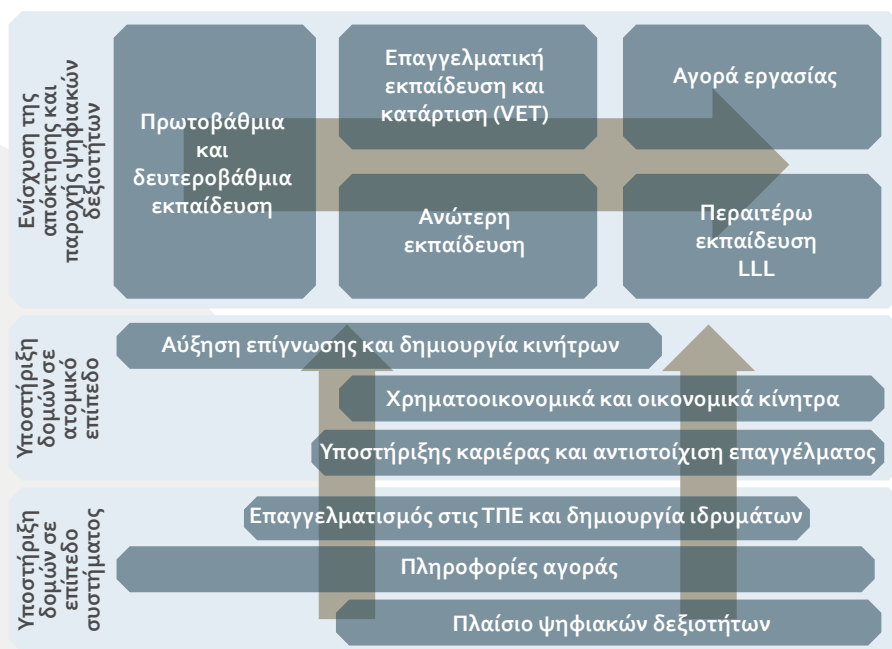 Ενίσχυση της
απόκτησης και
παροχής ψηφιακών
δεξιοτήτων
Πρωτοβάθμια
και
δευτεροβάθμια
εκπαίδευση
Επαγγελματική
εκπαίδευση και
κατάρτιση (VET)
Αγορά εργασίας
Ανώτερη
εκπαίδευση
Περαιτέρω
εκπαίδευση
LLL
Υποστήριξη
δομών σε
ατομικό
επίπεδο
Αύξηση επίγνωσης και δημιουργία κινήτρων
Χρηματοοικονομικά και οικονομικά κίνητρα
Υποστήριξης καριέρας και αντιστοίχιση επαγγέλματος
Υποστήριξη
δομών σε
επίπεδο
συστήματος
Επαγγελματισμός στις ΤΠΕ και δημιουργία ιδρυμάτων
Πληροφορίες αγοράς
Πλαίσιο ψηφιακών δεξιοτήτων